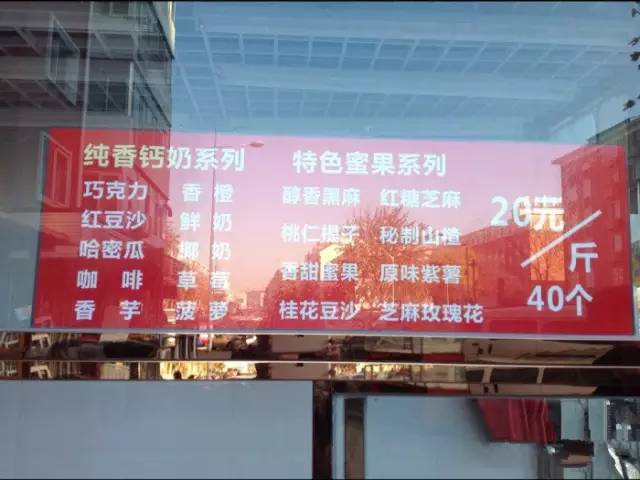 纯香钙奶系列
巧克力 香橙
红豆沙 鲜奶
哈密瓜 椰奶
咖啡 草莓
香芋 菠萝
特色蜜果系列
醇香黑麻 红糖芝麻
桃仁提子 秘制山楂
香甜蜜果 原味紫薯
桂花豆沙 芝麻玫瑰花
20元/斤
40个